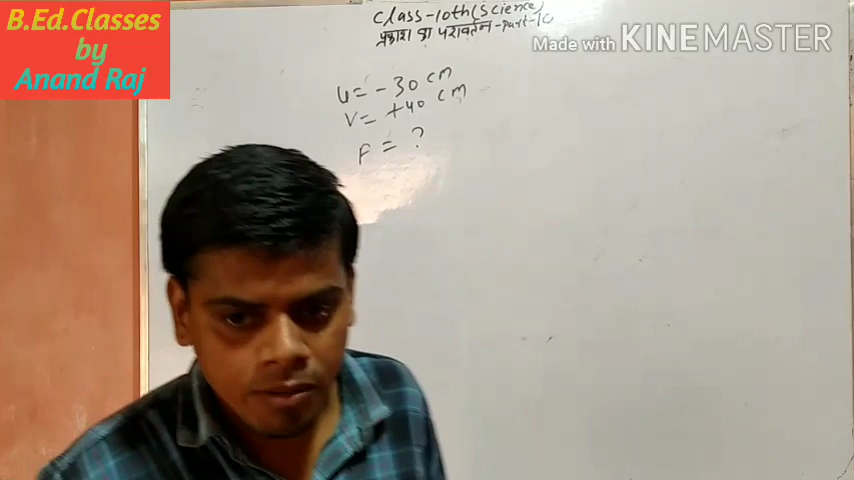 B.Ed.Classes
by
Anand Raj
Class-10th (Science)
प्रकाश का परावर्तन-Part-10
Made with KINEMASTER
u = - 30 cm
v = + 40 cm
F = ?